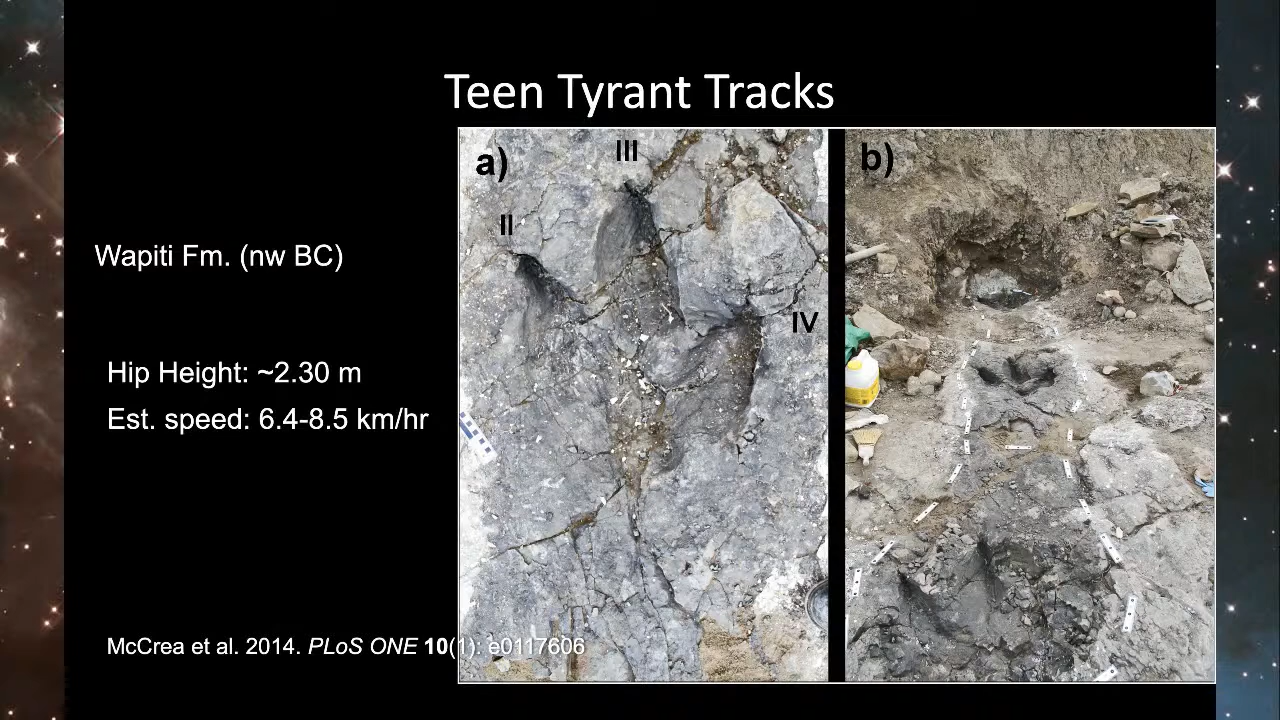 Teen Tyrant Tracks
a)
III
b)
II
Wapiti Fm. (nw BC)
IV
Hip Height: ~2.30 m
Est. speed: 6.4-8.5 km/hr
McCrea et al. 2014. PLoS ONE 10(1): e0117606